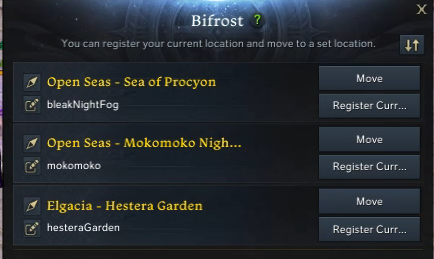 Bifrost ?
You can register your current location and move to a set location.
Open Seas - Sea of Procyon
Move
bleakNightFog
Register Curr...
Open Seas - Mokomoko Nigh...
Move
mokomoko
Register Curr...
Elgacia - Hestera Garden
Move
hesteraGarden
Register Curr...